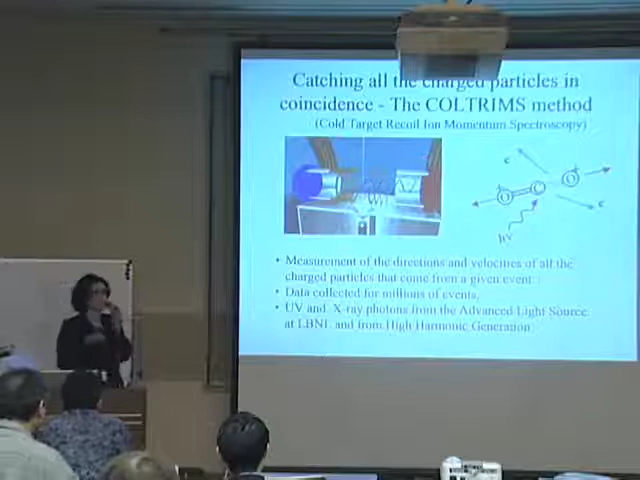 Catching all the charged particles in
coincidence - The COLTRIMS method
(Cold Target Recoil Ion Momentum Spectroscopy)
• Measurement of the directions and velocities of all the
charged particles that come from a given event.
• Data collected for millions of events.
• UV and X-ray photons from the Advanced Light Source
at LBNL and from High Harmonic Generation
e
O
C
O
e
hν